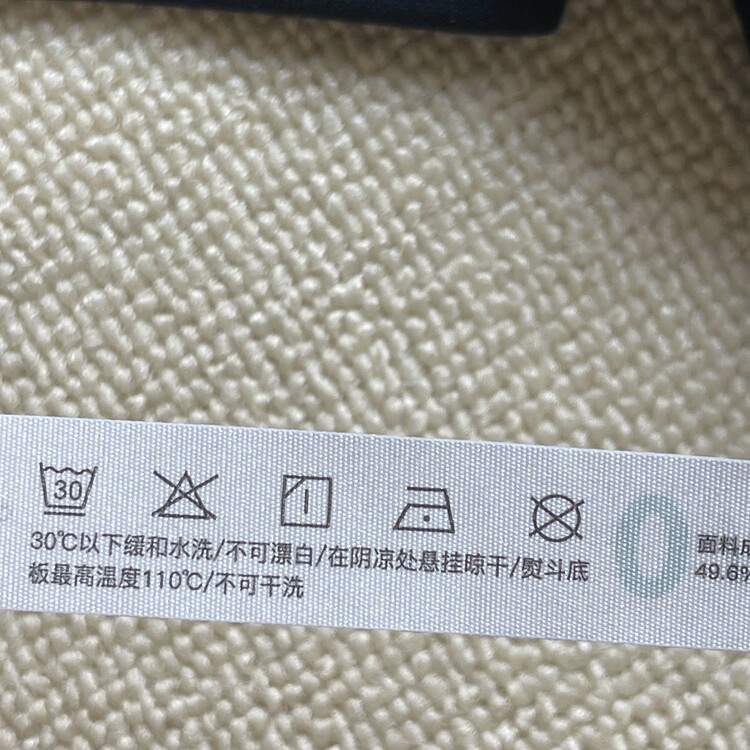 30
30℃以下缓和水洗/不可漂白/在阴凉处悬挂晾干/熨斗底
板最高温度110℃/不可干洗
0
面料
49.6%